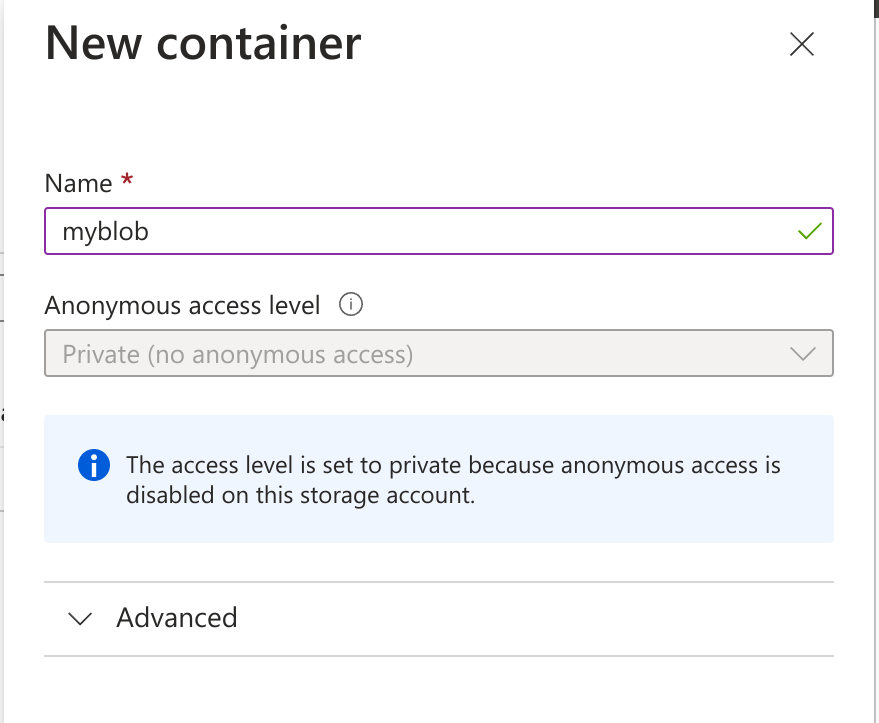 New container
Name *
myblob
Anonymous access level
Private (no anonymous access)
The access level is set to private because anonymous access is
disabled on this storage account.
Advanced